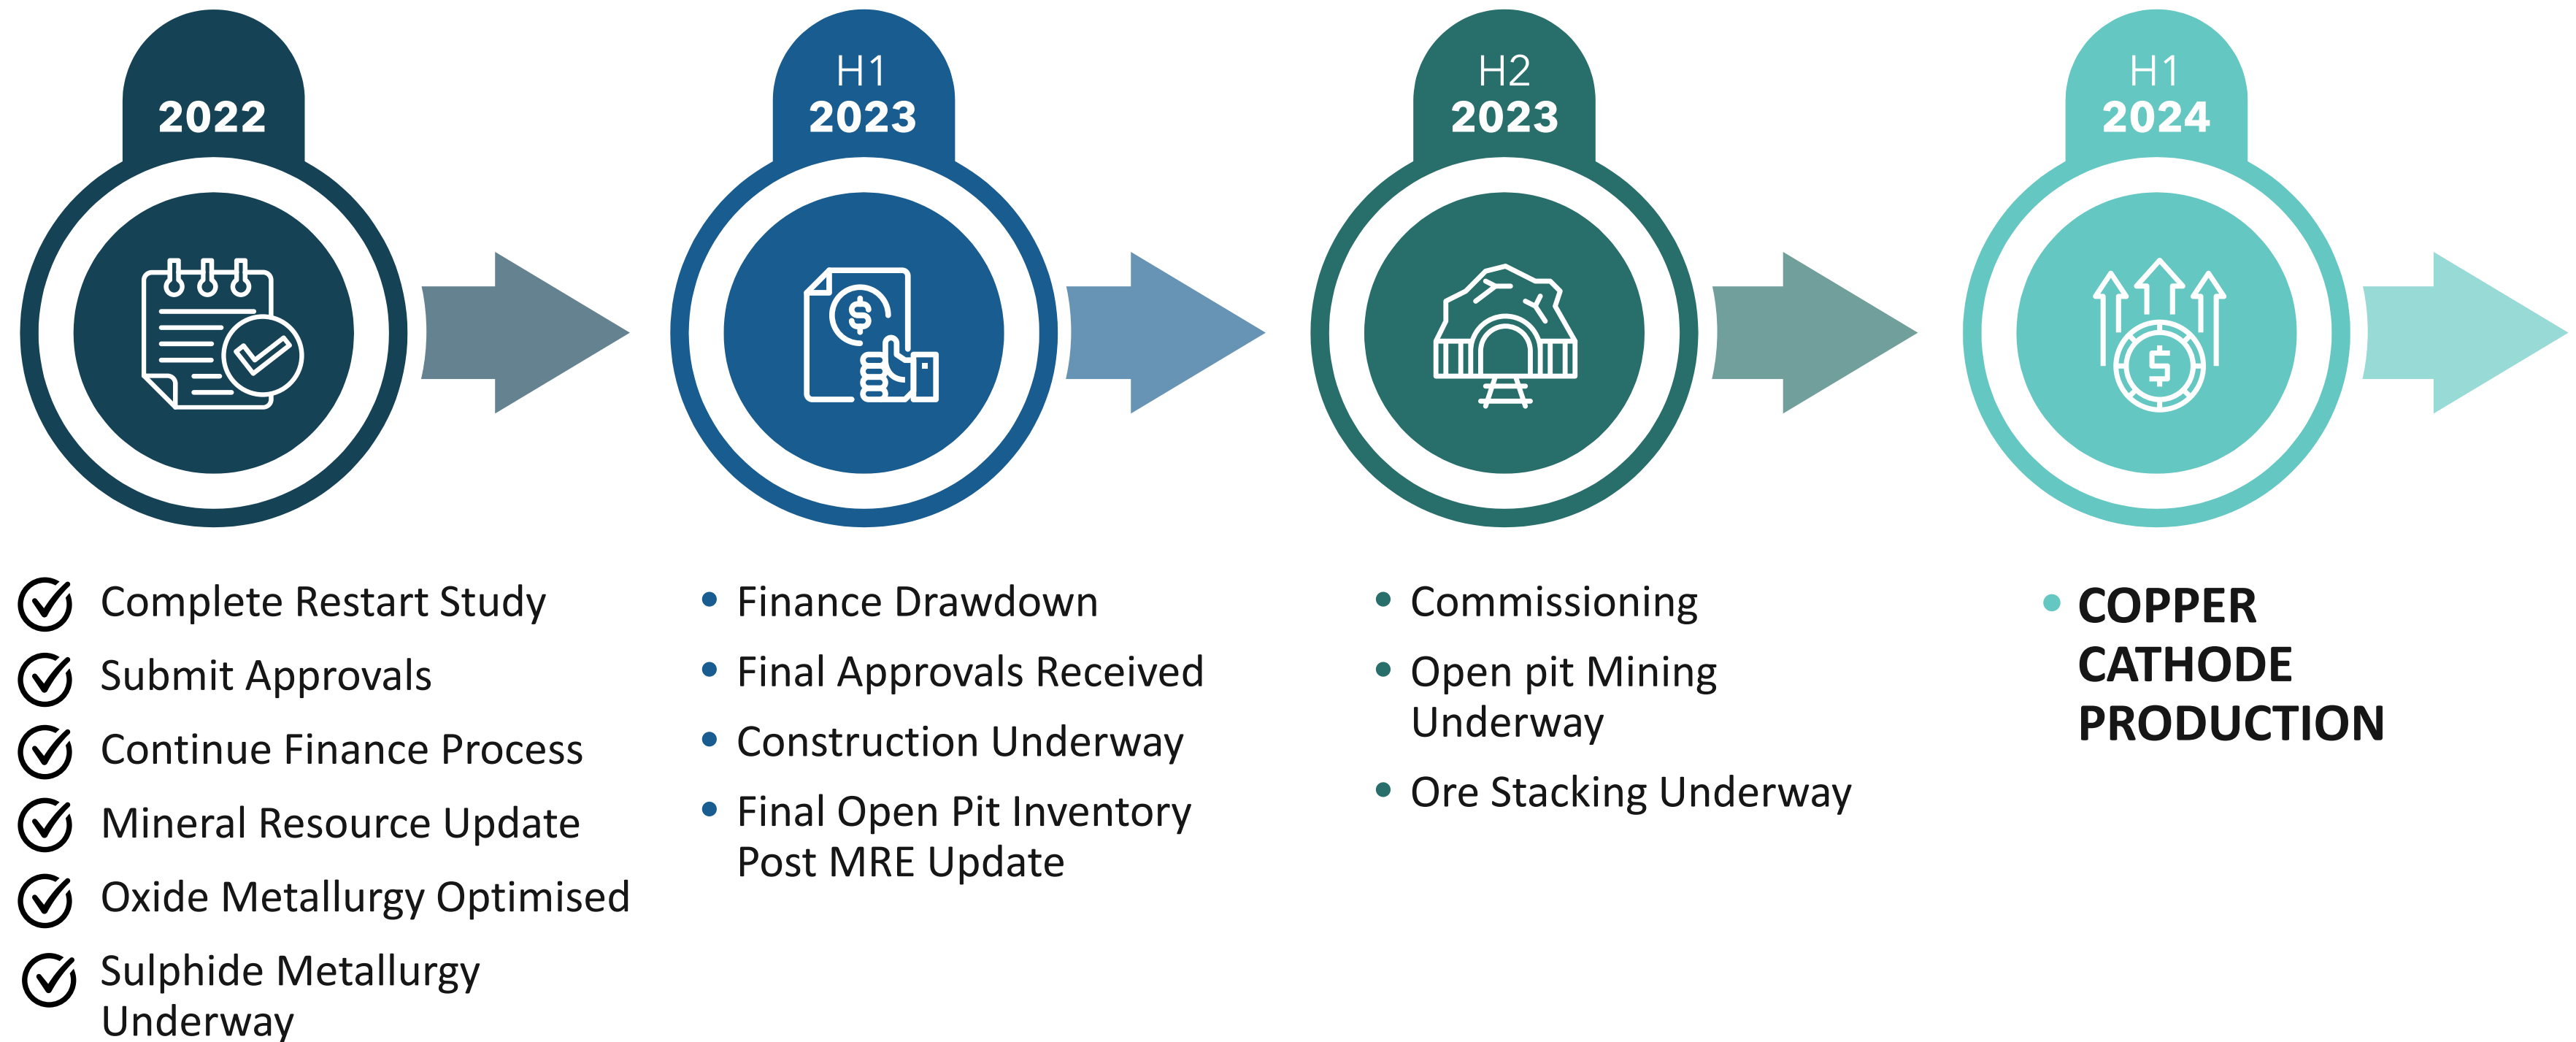 2022
Complete Restart Study
Submit Approvals
Continue Finance Process
Mineral Resource Update
Oxide Metallurgy Optimised
Sulphide Metallurgy
Underway
H1
2023
$
• Finance Drawdown
• Final Approvals Received
• Construction Underway
• Final Open Pit Inventory
Post MRE Update
H2
2023
• Commissioning
• Open pit Mining
Underway
• Ore Stacking Underway
H1
2024
$
• COPPER
CATHODE
PRODUCTION